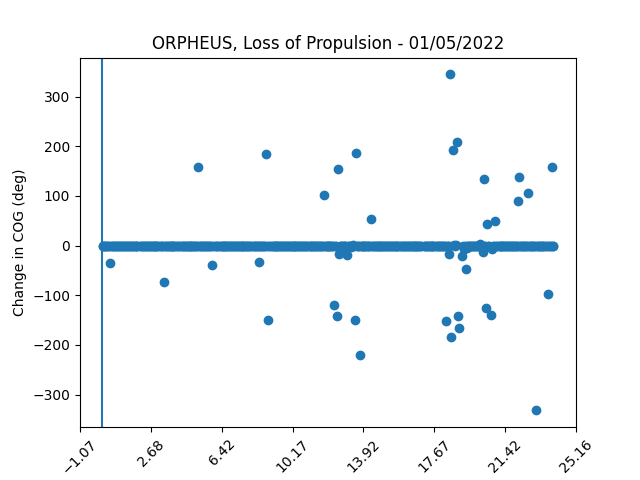 ORPHEUS, Loss of Propulsion - 01/05/2022
Change in COG (deg)
300
200
100
0
−100
−200
−300
−1.07 2.68 6.42 10.17 13.92 17.67 21.42 25.16